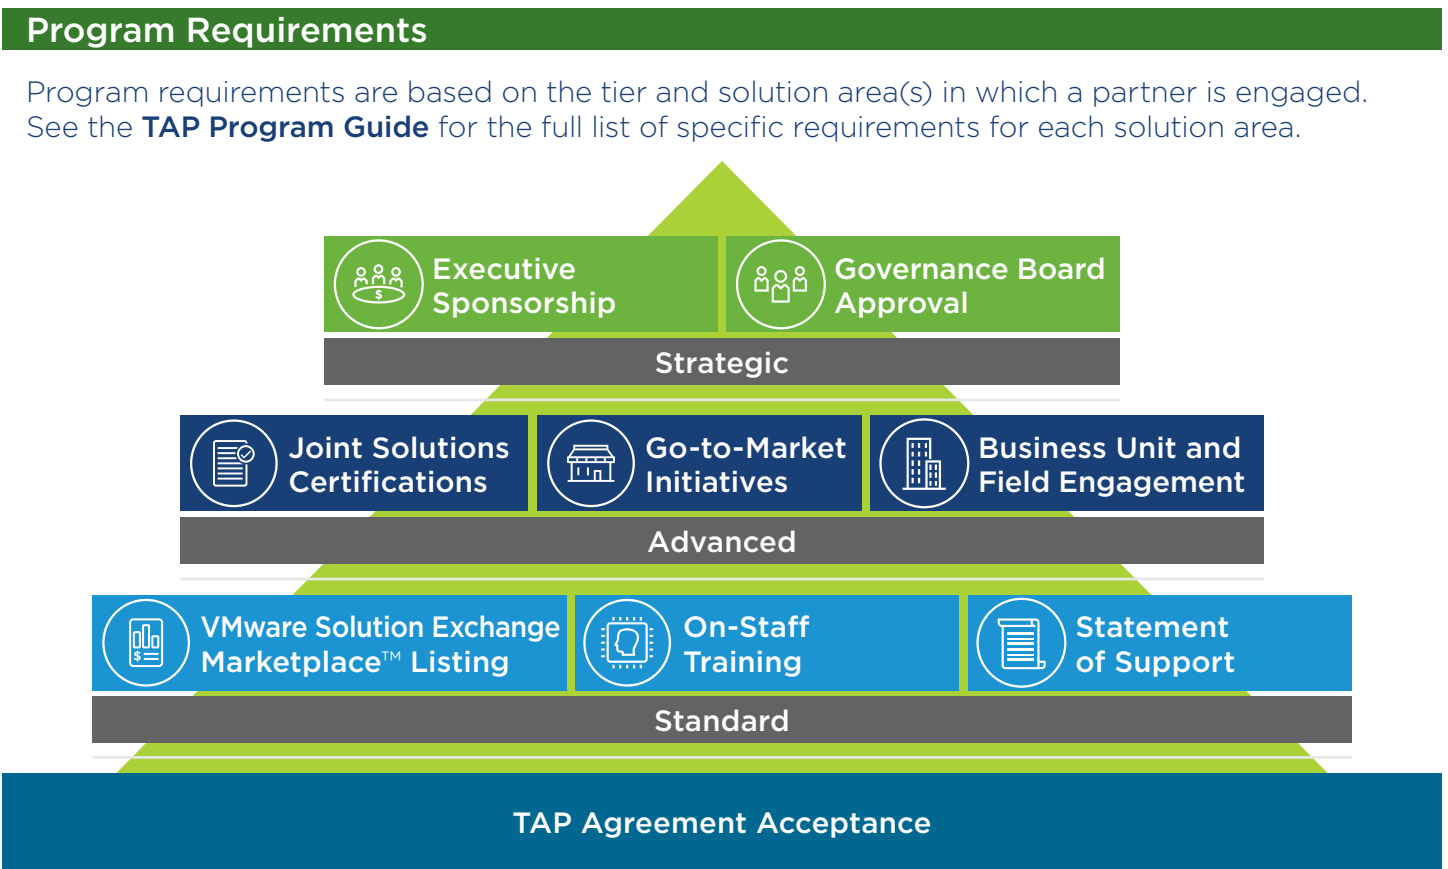 Program Requirements
Program requirements are based on the tier and solution area(s) in which a partner is engaged.
See the TAP Program Guide for the full list of specific requirements for each solution area.
Executive
Sponsorship
Governance Board
Approval
Strategic
Joint Solutions
Certifications
Go-to-Market
Initiatives
Business Unit and
Field Engagement
Advanced
VMware Solution Exchange
Marketplace™ Listing
On-Staff
Training
Statement
of Support
Standard
TAP Agreement Acceptance